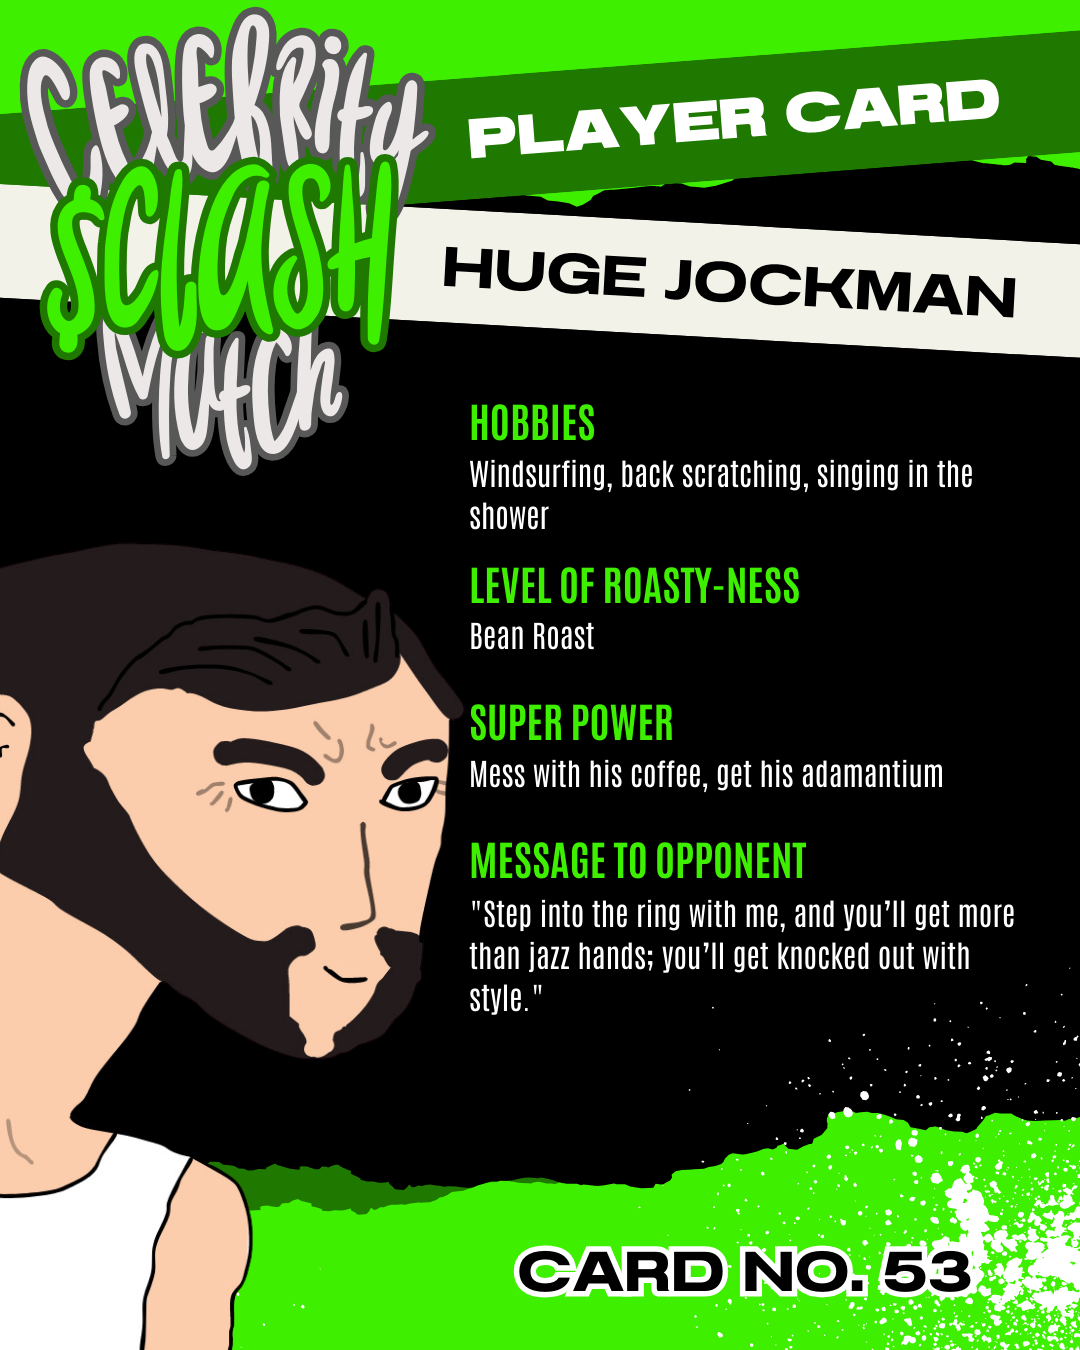 Celebrity
$CLASH
Match
PLAYER CARD
HUGE JOCKMAN
HOBBIES
Windsurfing, back scratching, singing in the
shower
LEVEL OF ROASTY-NESS
Bean Roast
SUPER POWER
Mess with his coffee, get his adamantium
MESSAGE TO OPPONENT
"Step into the ring with me, and you’ll get more
than jazz hands; you’ll get knocked out with
style."
CARD NO. 53